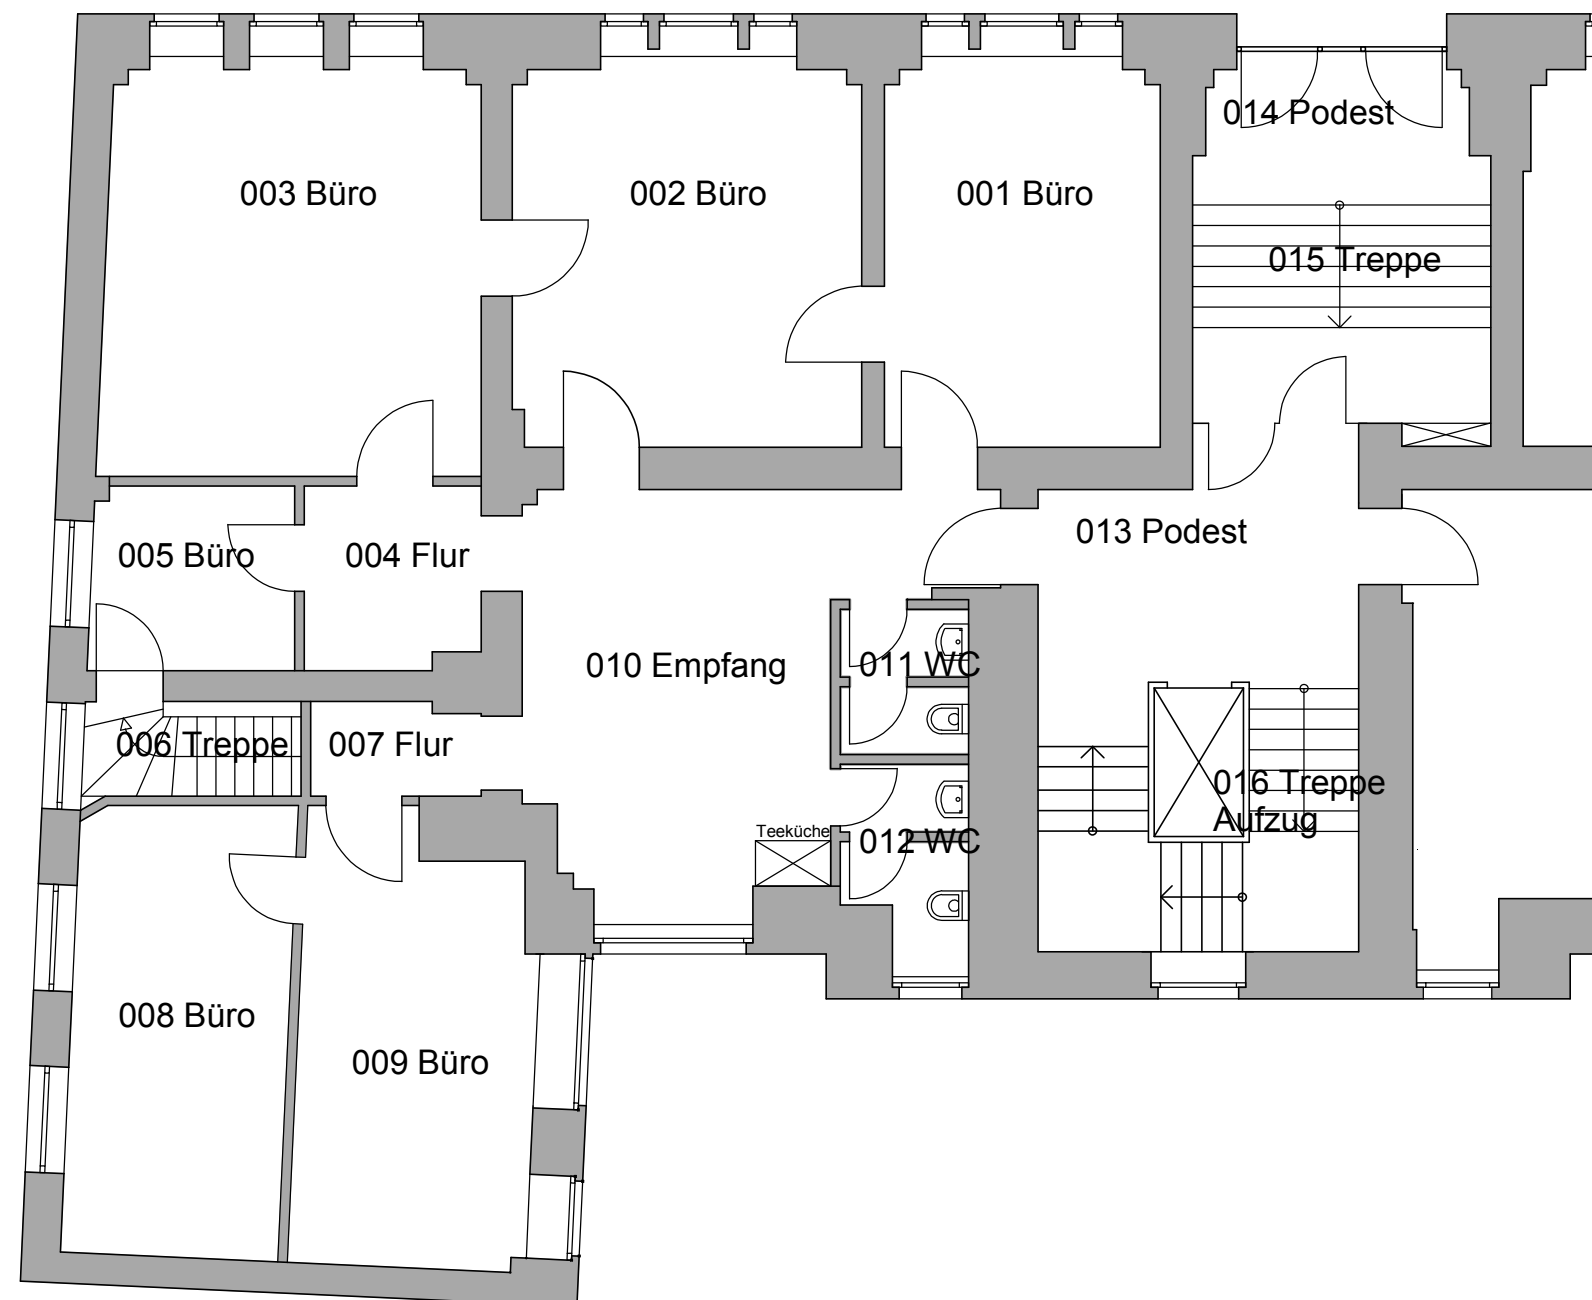 014 Podest
003 Büro
002 Büro
001 Büro
015 Treppe
013 Podest
005 Büro
004 Flur
010 Empfang
011 WC
006 Treppe
007 Flur
016 Treppe
Aufzug
Teeküche
012 WC
008 Büro
009 Büro